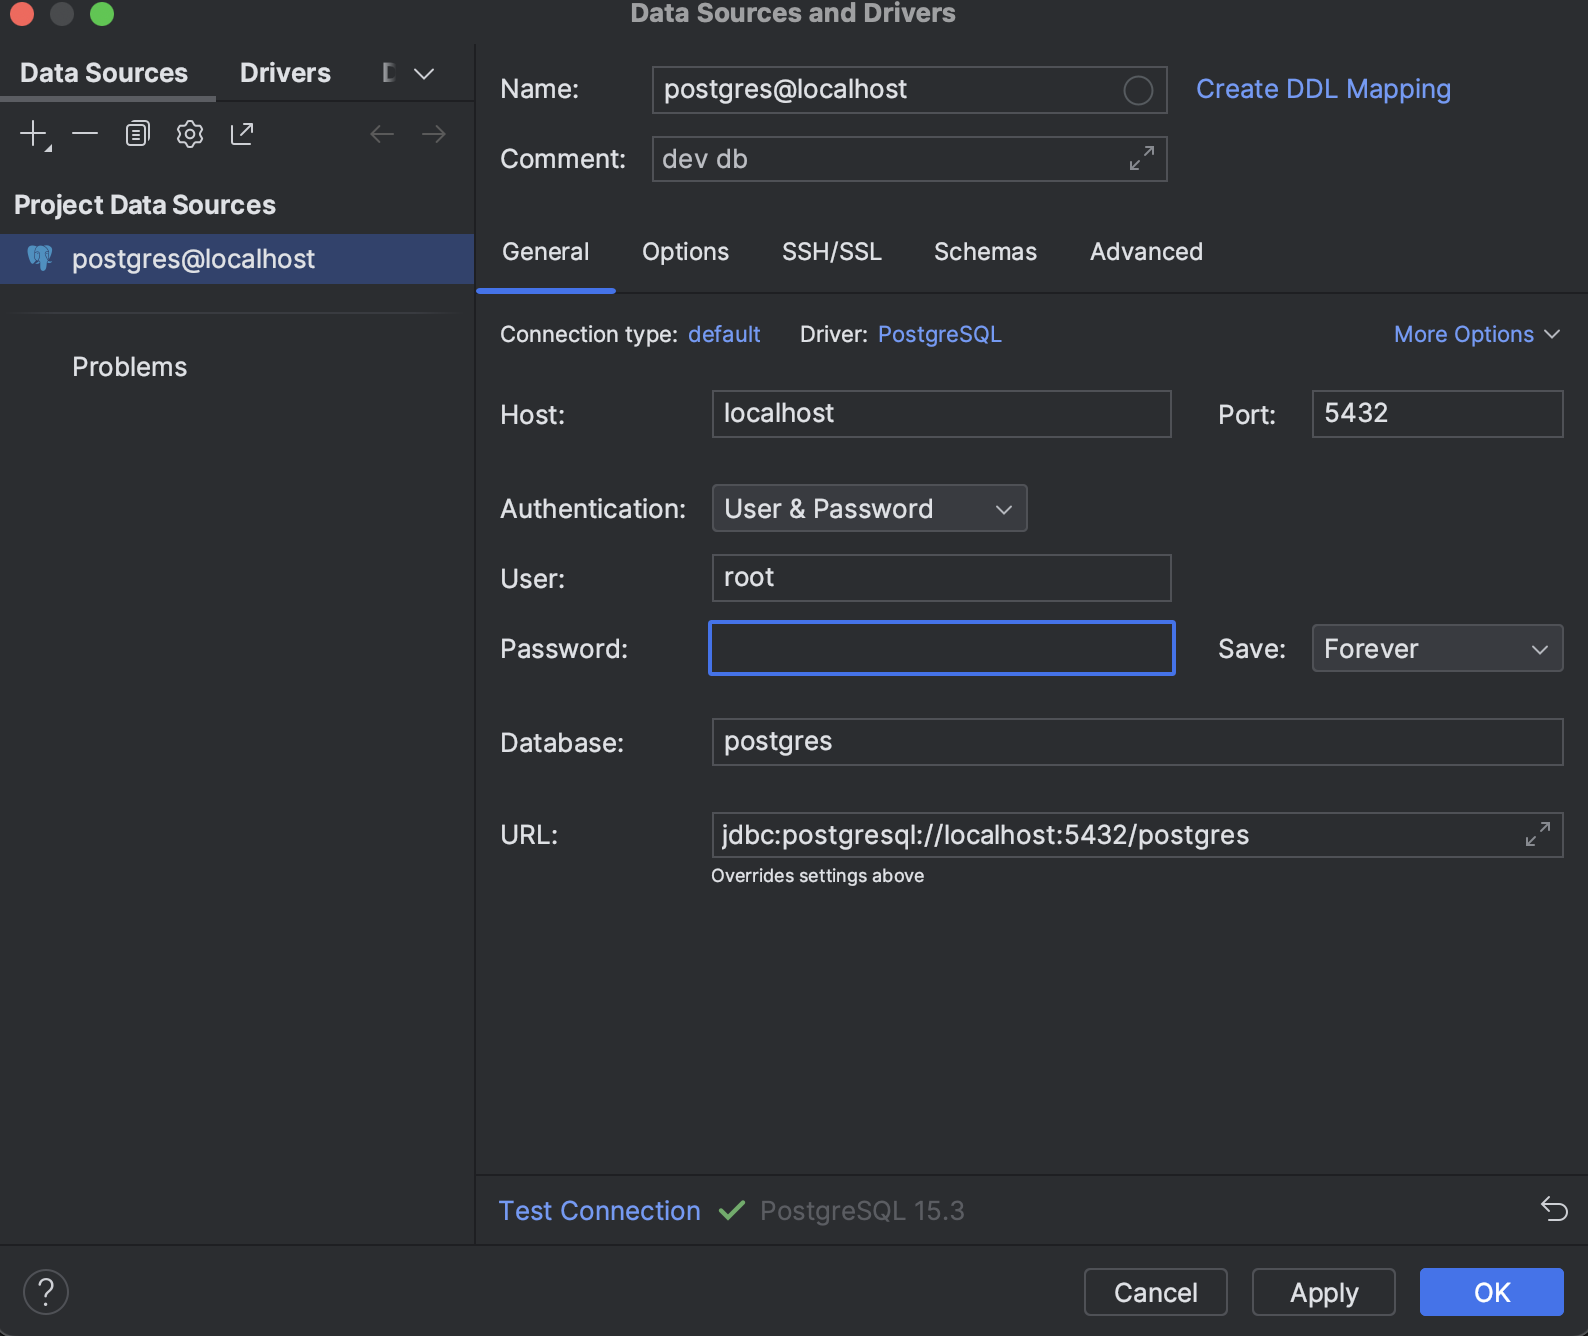 Data Sources and Drivers
Data Sources Drivers
Name: postgres@localhost Create DDL Mapping
Comment: dev db
Project Data Sources
postgres@localhost
Problems
General Options SSH/SSL Schemas Advanced
Connection type: default Driver: PostgreSQL More Options
Host: localhost Port: 5432
Authentication: User & Password
User: root
Password: Save: Forever
Database: postgres
URL: jdbc:postgresql://localhost:5432/postgres
Overrides settings above
Test Connection PostgreSQL 15.3
? Cancel Apply OK